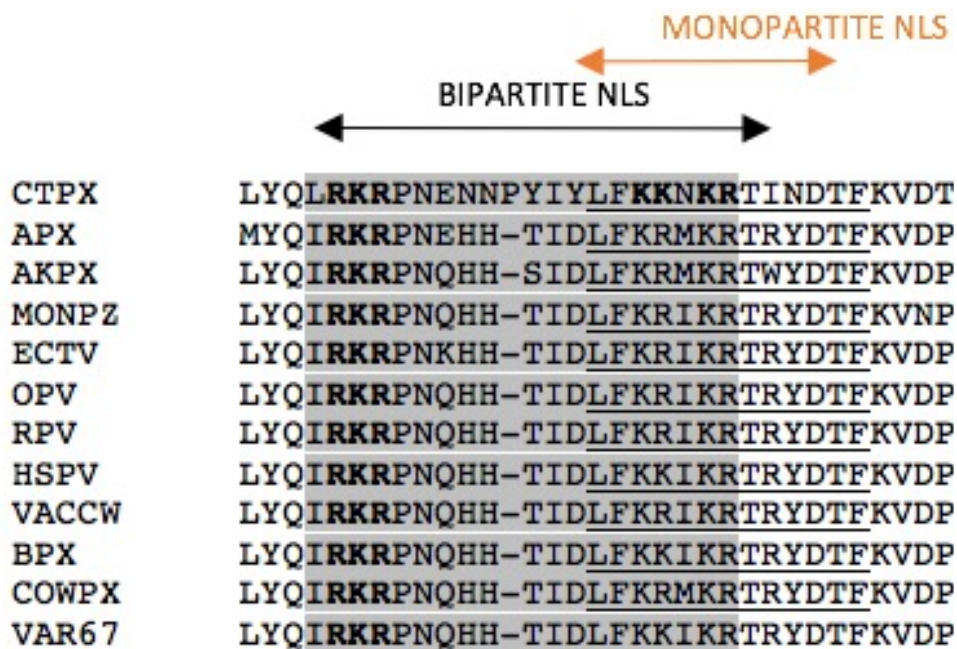 MONOPARTITE NLS
BIPARTITE NLS
CTPX LYQLRKRPNENNPYIYLFKKNKRTINDTFKVDT
APX MYQIRKRPNEHH-TIDLFKRMKRTRYDTFKVDP
AKPX LYQIRKRPNQHH-SIDLFKRMKRTWYDTFKVDP
MONPZ LYQIRKRPNQHH-TIDLFKRIKRTRYDTFKVNP
ECTV LYQIRKRPNKHH-TIDLFKRIKRTRYDTFKVDP
OPV LYQIRKRPNQHH-TIDLFKRIKRTRYDTFKVDP
RPV LYQIRKRPNQHH-TIDLFKRIKRTRYDTFKVDP
HSPV LYQIRKRPNQHH-TIDLFKKIKRTRYDTFKVDP
VACCW LYQIRKRPNQHH-TIDLFKRIKRTRYDTFKVDP
BPX LYQIRKRPNQHH-TIDLFKKIKRTRYDTFKVDP
COWPX LYQIRKRPNQHH-TIDLFKRMKRTRYDTFKVDP
VAR67 LYQIRKRPNQHH-TIDLFKKIKRTRYDTFKVDP